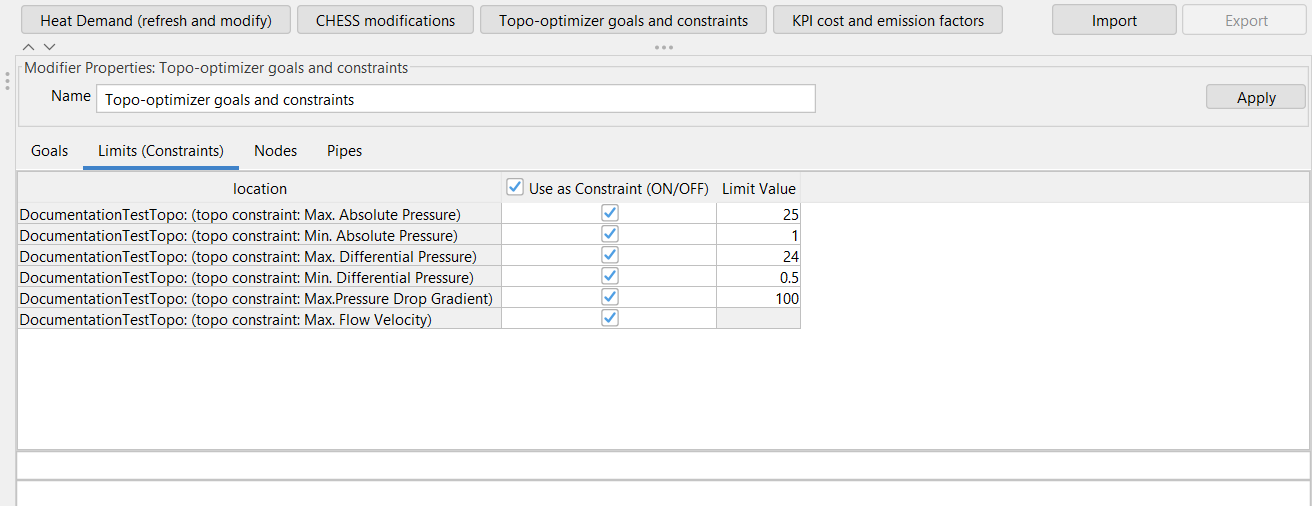 Heat Demand (refresh and modify) CHESS modifications Topo-optimizer goals and constraints KPI cost and emission factors Import Export
Modifier Properties: Topo-optimizer goals and constraints
Name Topo-optimizer goals and constraints Apply
Goals Limits (Constraints) Nodes Pipes
location Use as Constraint (ON/OFF) Limit Value
DocumentationTestTopo: (topo constraint: Max. Absolute Pressure) 25
DocumentationTestTopo: (topo constraint: Min. Absolute Pressure) 1
DocumentationTestTopo: (topo constraint: Max. Differential Pressure) 24
DocumentationTestTopo: (topo constraint: Min. Differential Pressure) 0.5
DocumentationTestTopo: (topo constraint: Max.Pressure Drop Gradient) 100
DocumentationTestTopo: (topo constraint: Max. Flow Velocity)